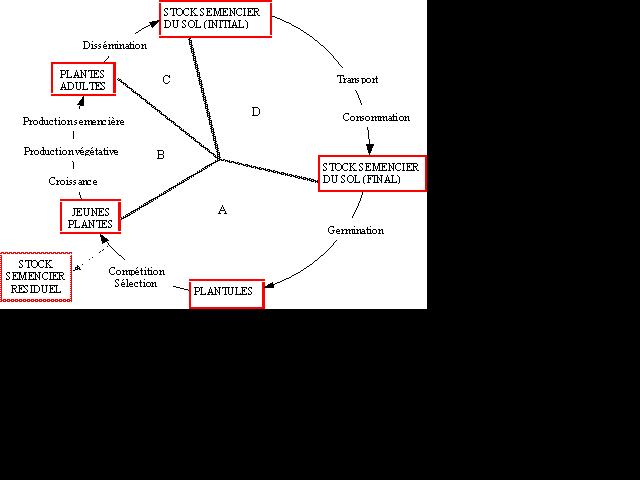 STOCK SEMENCIER
DU SOL (INITIAL)
Dissémination
PLANTES
ADULTES
C
Transport
D
Consommation
Production semencière
Production végétative
B
STOCK SEMENCIER
DU SOL (FINAL)
Croissance
A
JEUNES
PLANTES
Germination
STOCK
SEMENCIER
RESIDUEL
Compétition
Sélection
PLANTULES